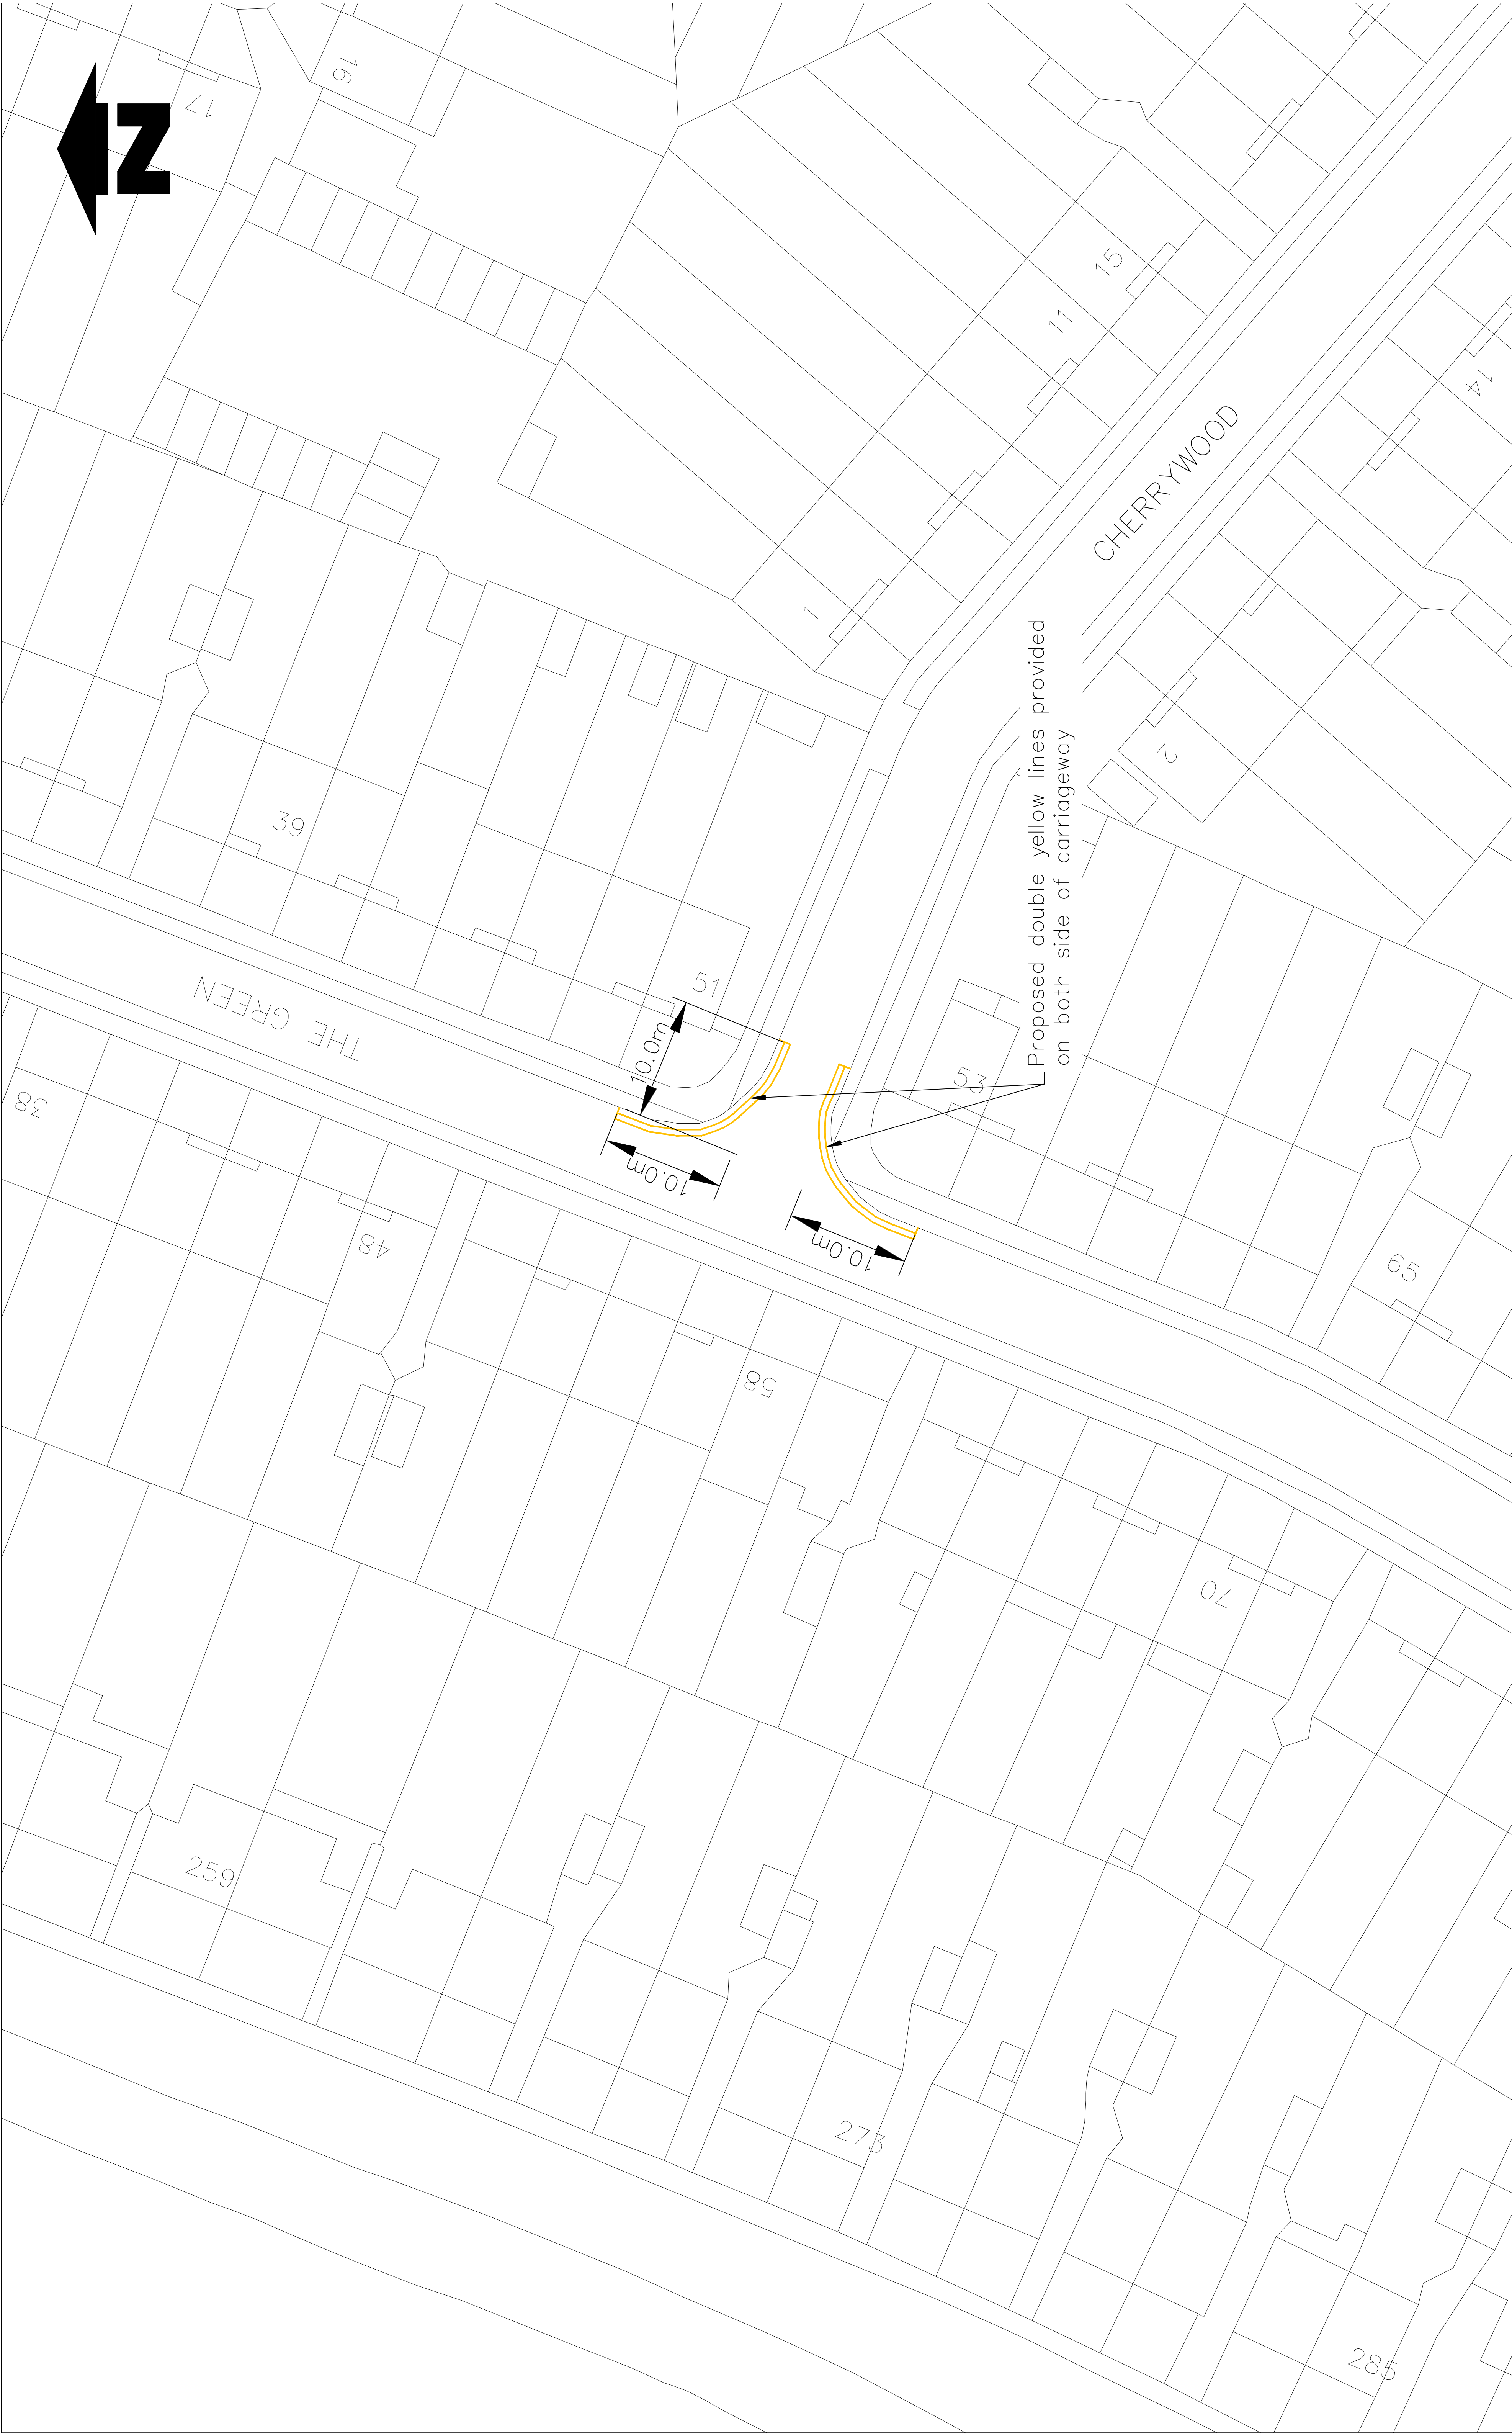 N
17
16
15
11
1
14
CHERRYWOOD
2
39
THE GREEN
51
10.0m
10.0m
10.0m
53
Proposed double yellow lines provided
on both side of carriageway
38
48
58
65
70
259
273
285